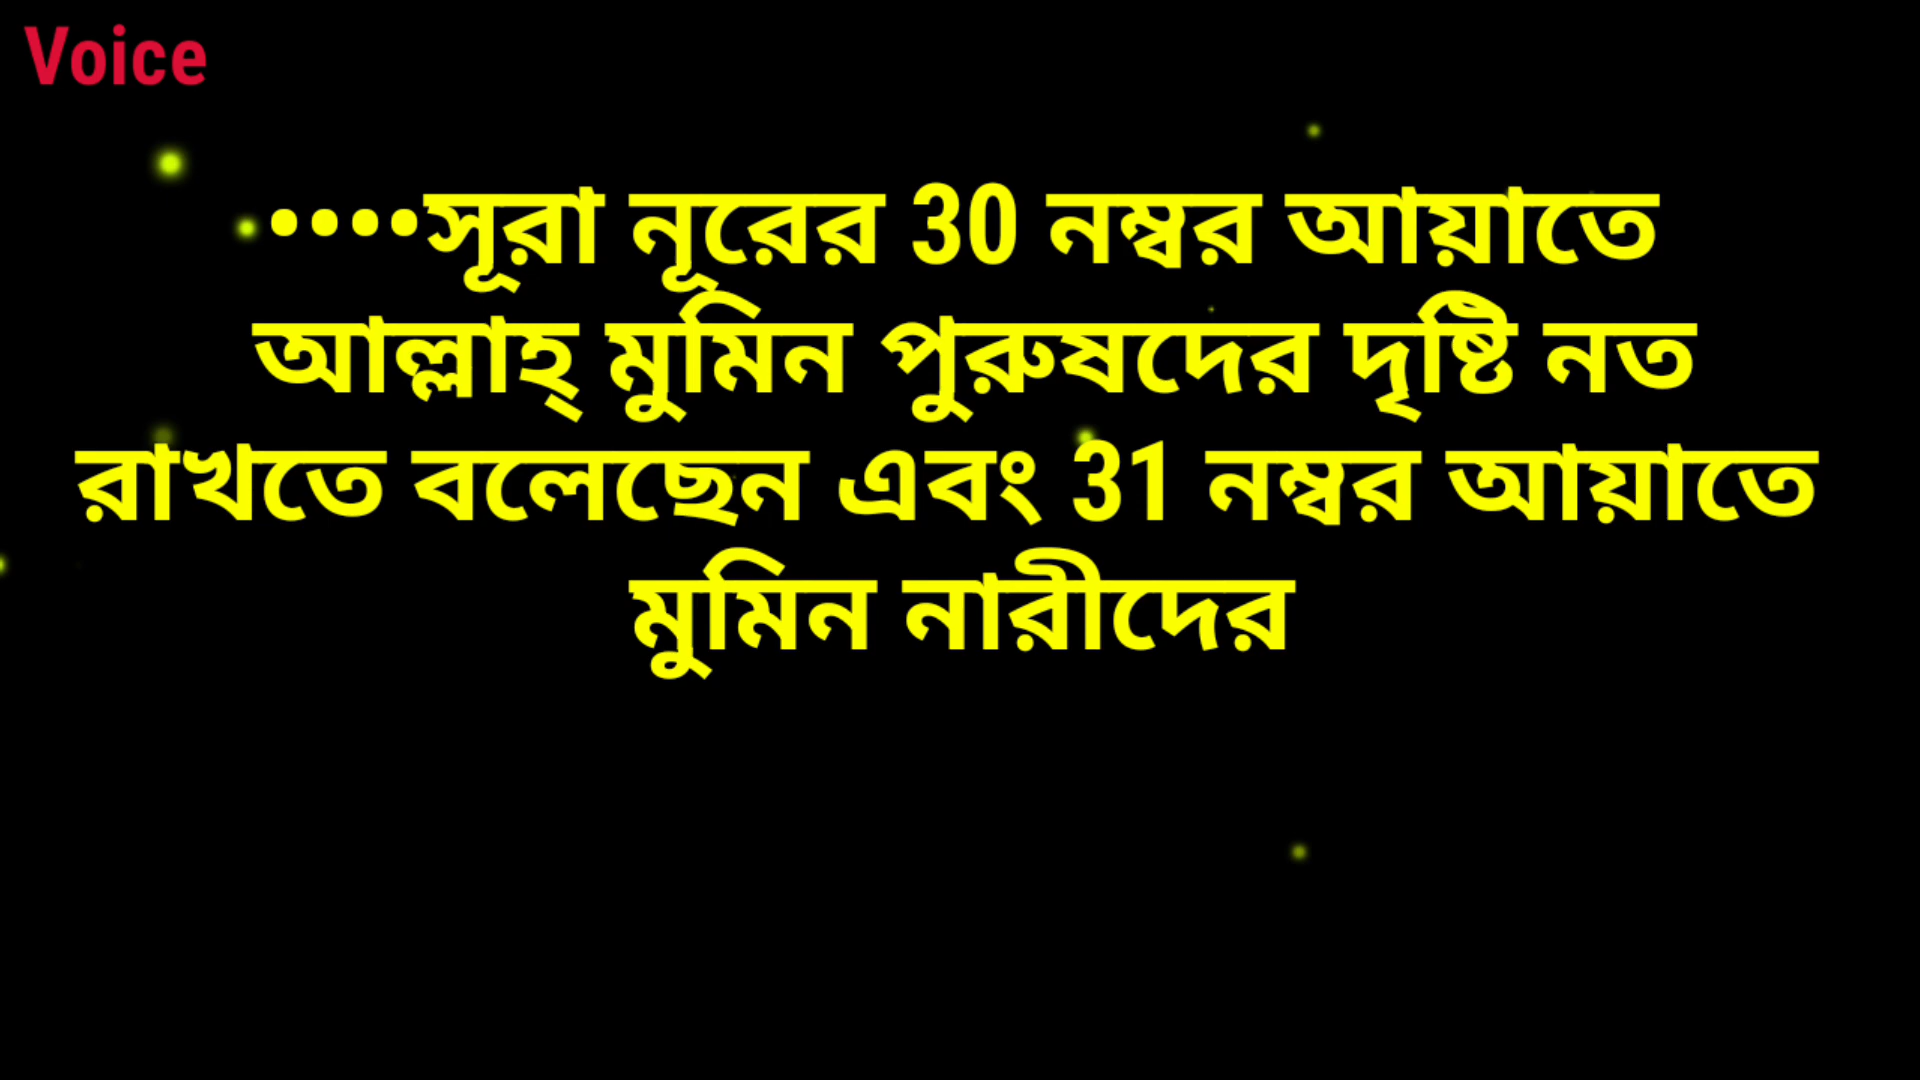 Voice
••••সূরা নূরের 30 নম্বর আয়াতে
আল্লাহ্ মুমিন পুরুষদের দৃষ্টি নত
রাখতে বলেছেন এবং 31 নম্বর আয়াতে
মুমিন নারীদের